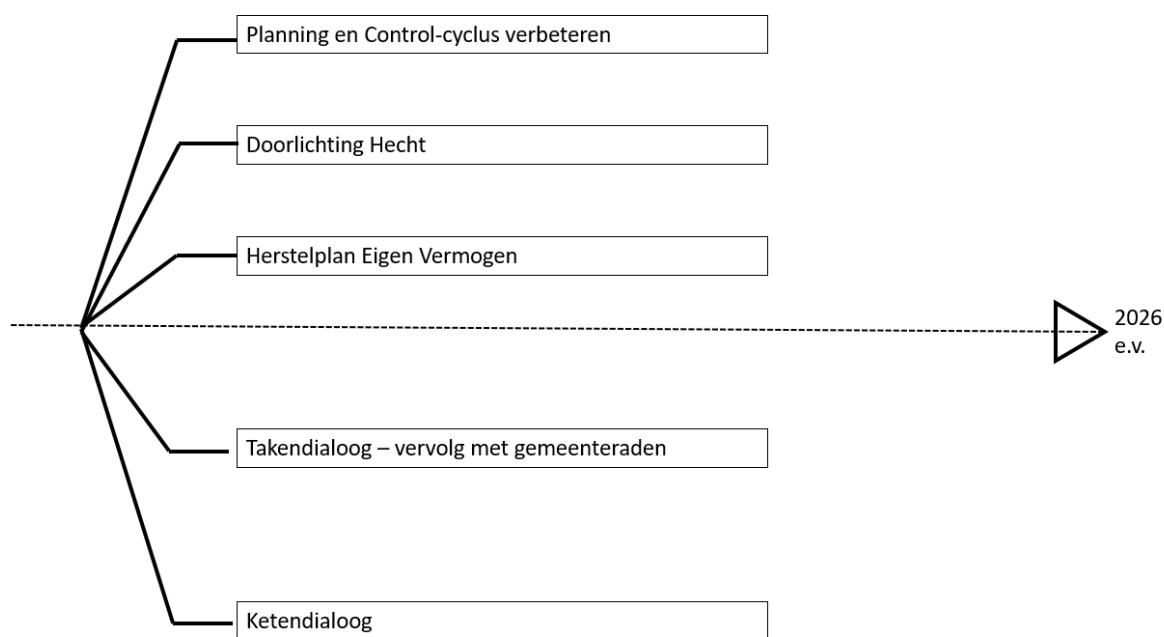 Planning en Control-cyclus verbeteren
Doorlichting Hecht
Herstelplan Eigen Vermogen
2026
e.v.
Takendialoog – vervolg met gemeenteraden
Ketendialoog